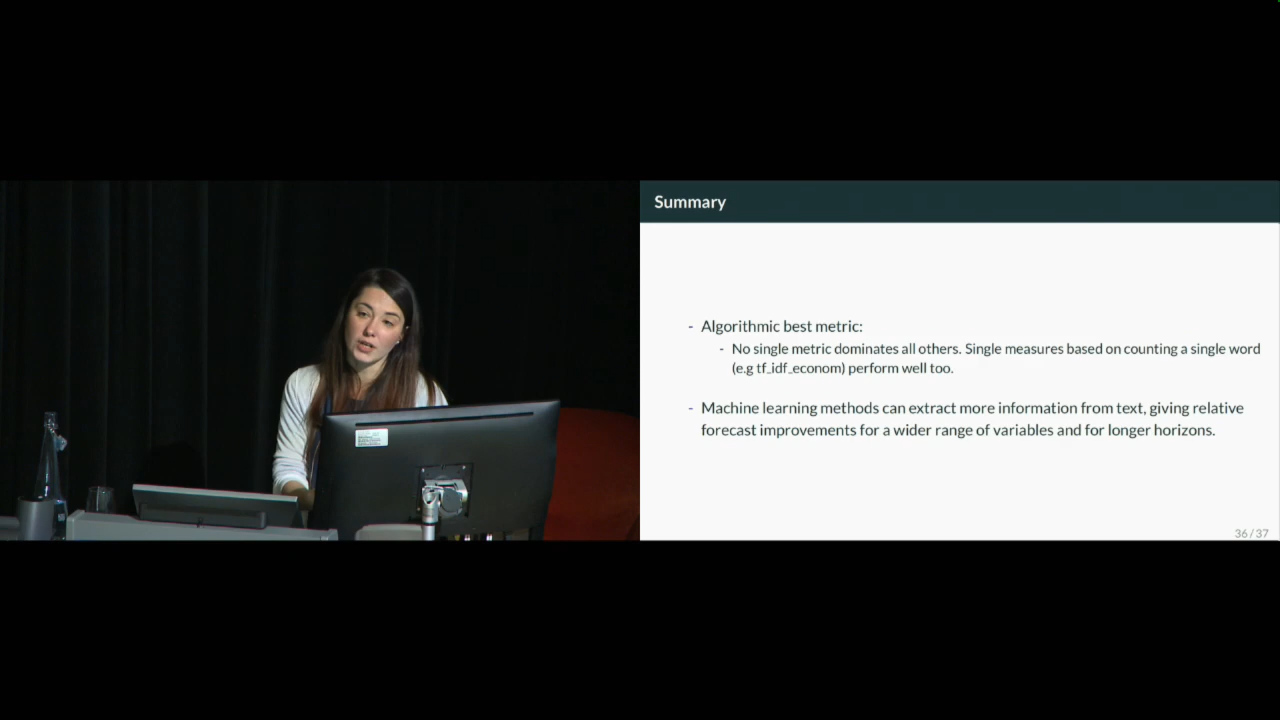 Summary
- Algorithmic best metric:
- No single metric dominates all others. Single measures based on counting a single word
(e.g tf_idf_econom) perform well too.
- Machine learning methods can extract more information from text, giving relative
forecast improvements for a wider range of variables and for longer horizons.
36 / 37